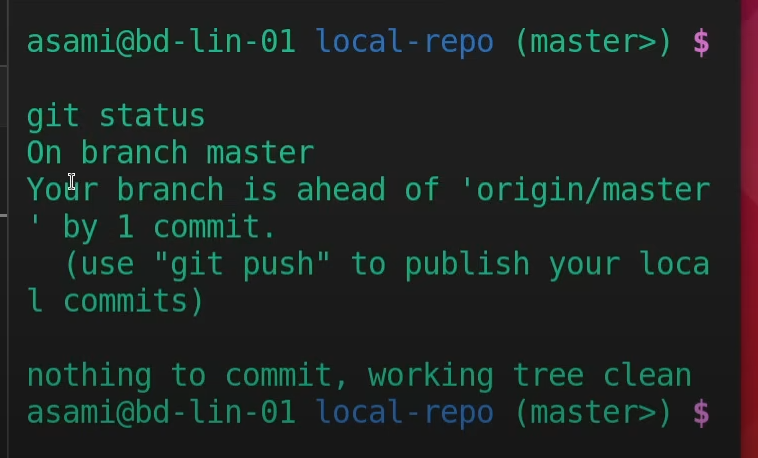 asami@bd-lin-01 local-repo (master>) $
git status
On branch master
Your branch is ahead of 'origin/master
' by 1 commit.
  (use "git push" to publish your loca
l commits)
nothing to commit, working tree clean
asami@bd-lin-01 local-repo (master>) $